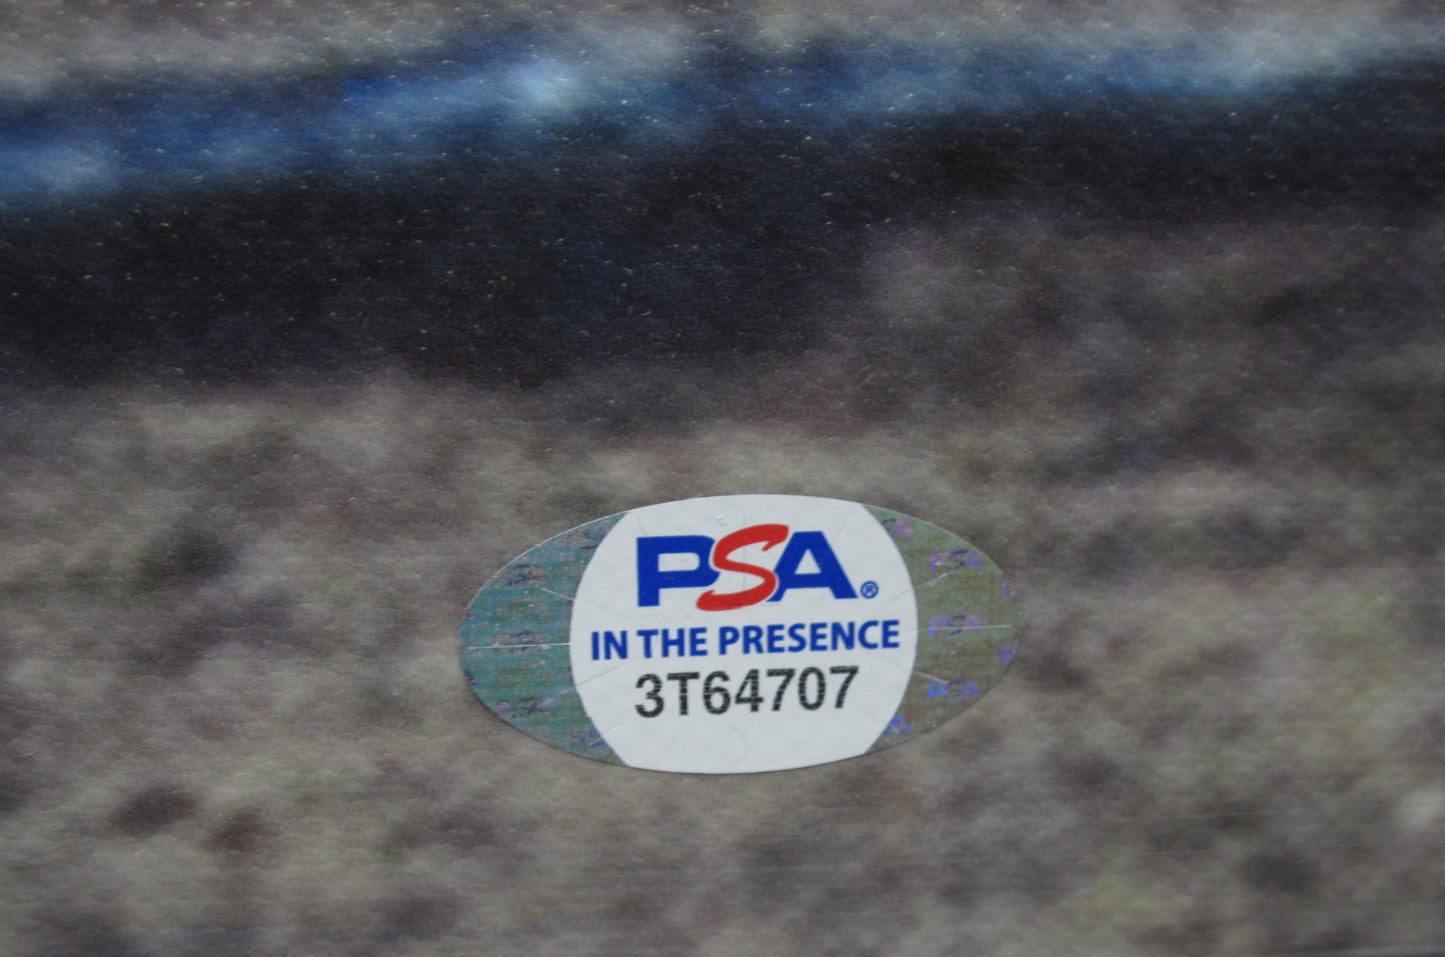 PSA®
IN THE PRESENCE
3T64707